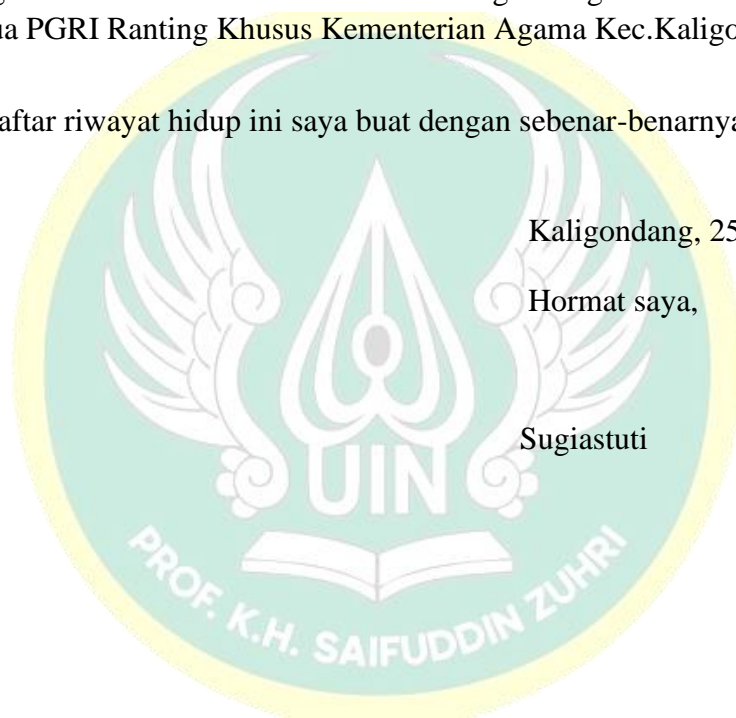 ua PGRI Ranting Khusus Kementerian Agama Kec.Kaligo
aftar riwayat hidup ini saya buat dengan sebenar-benarnya
Kaligondang, 25
Hormat saya,
Sugiastuti
UIN
PROF. K.H. SAIFUDDIN ZUHRI